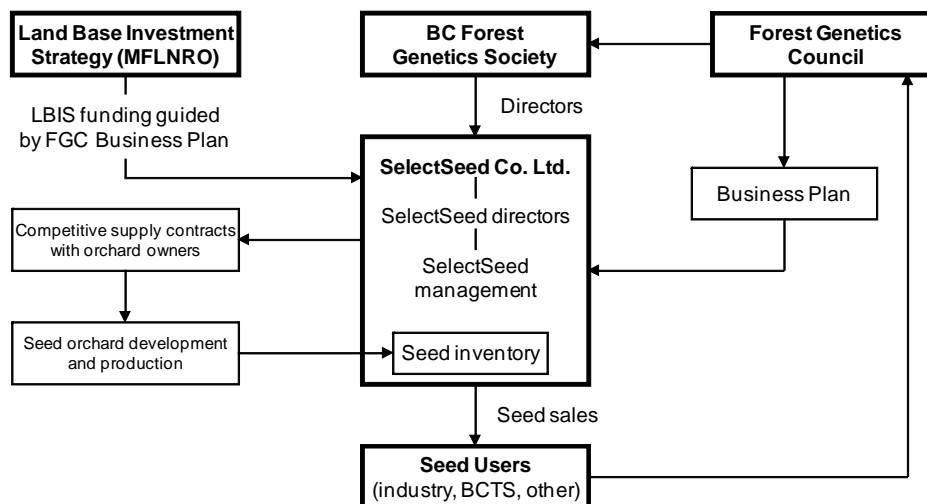 Land Base Investment
Strategy (MFLNRO)
BC Forest
Genetics Society
Forest Genetics
Council
LBIS funding guided
by FGC Business Plan
Directors
SelectSeed Co. Ltd.
SelectSeed directors
SelectSeed
management
Business Plan
Competitive supply contracts
with orchard owners
Seed orchard development
and production
Seed inventory
Seed sales
Seed Users
(industry, BCTS, other)